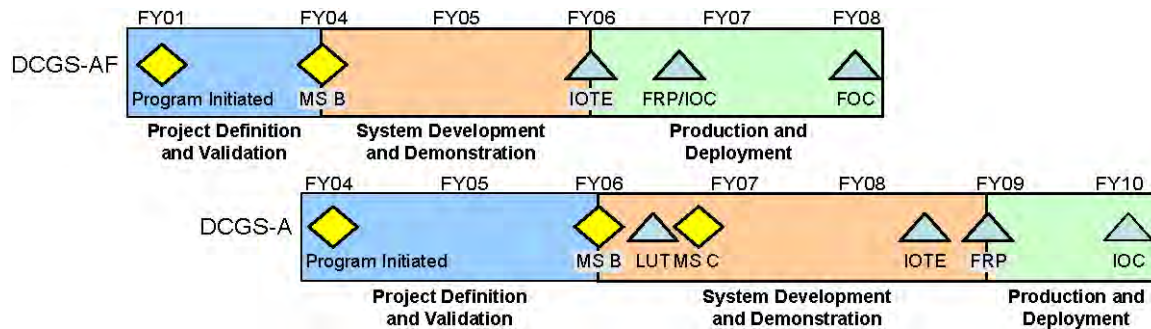 FY01 FY04 FY05 FY06 FY07 FY08
DCGS-AF
Program Initiated MS B IOTE FRP/IOC FOC
Project Definition and Validation
System Development and Demonstration
Production and Deployment
FY04 FY05 FY06 FY07 FY08 FY09 FY10
DCGS-A
Program Initiated MS B LUT MS C IOTE FRP IOC
Project Definition and Validation
System Development and Demonstration
Production and Deployment